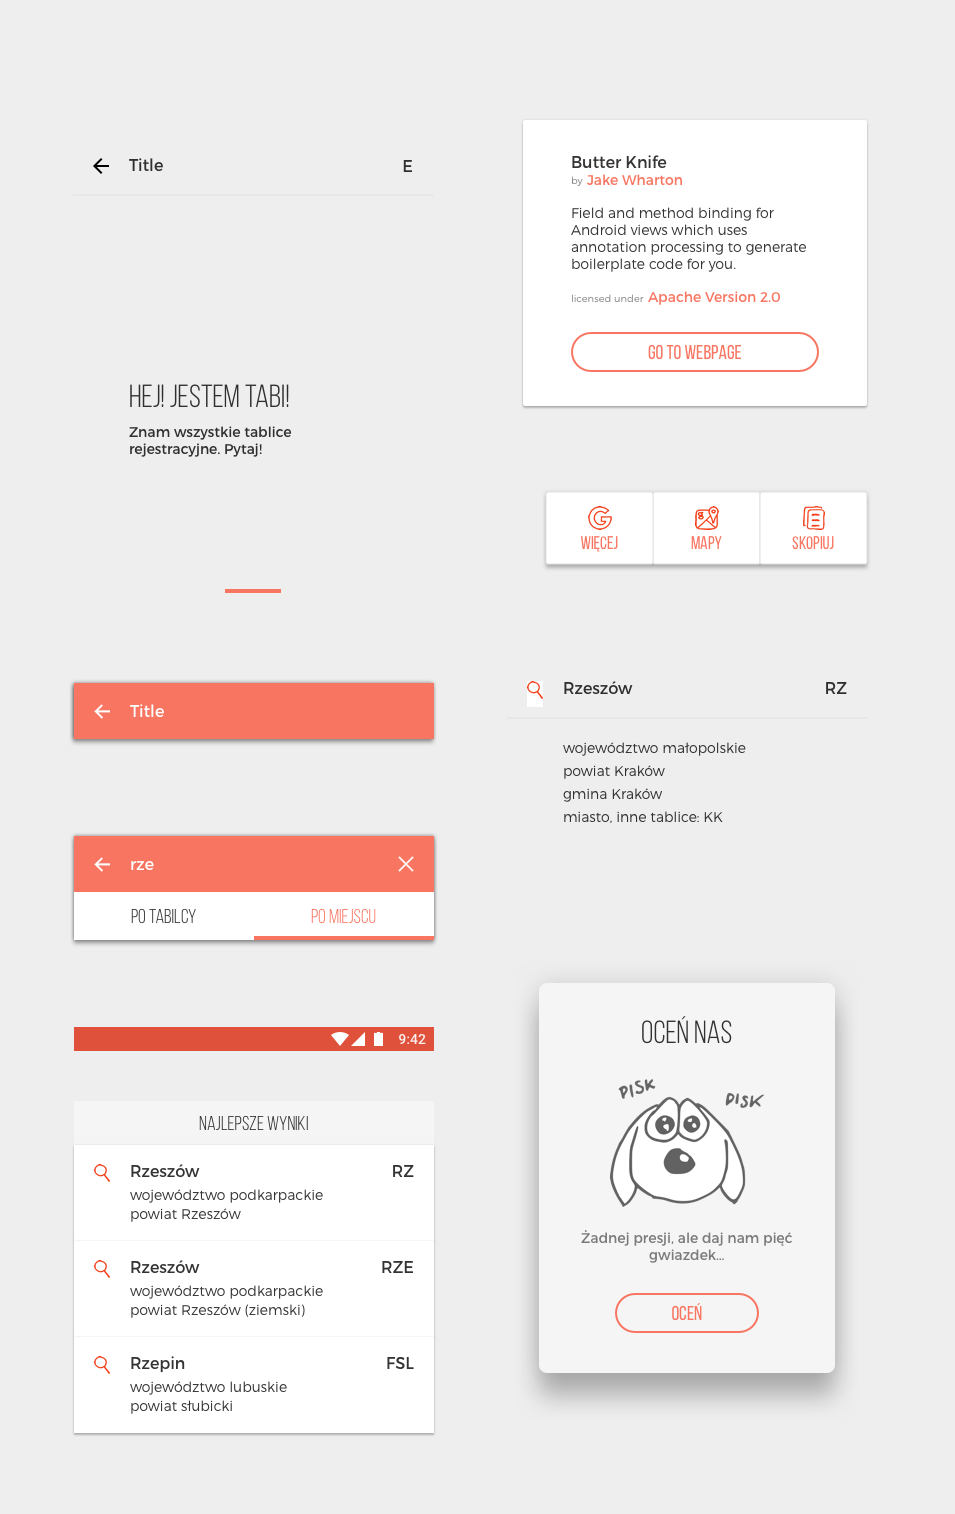 Title
E
HEJ! JESTEM TABI!
Znam wszystkie tablice
rejestracyjne. Pytaj!
Title
rze
PO TABILCY
PO MIEJSCU
9:42
NAJLEPSZE WYNIKI
Rzeszów
RZ
województwo podkarpackie
powiat Rzeszów
Rzeszów
RZE
województwo podkarpackie
powiat Rzeszów (ziemski)
Rzepin
FSL
województwo lubuskie
powiat słubicki
Butter Knife
by Jake Wharton
Field and method binding for
Android views which uses
annotation processing to generate
boilerplate code for you.
licensed under Apache Version 2.0
GO TO WEBPAGE
WIĘCEJ
MAPY
SKOPIUJ
Rzeszów
RZ
województwo małopolskie
powiat Kraków
gmina Kraków
miasto, inne tablice: KK
OCEŃ NAS
PISK
PISK
Żadnej presji, ale daj nam pięć
gwiazdek...
OCEŃ